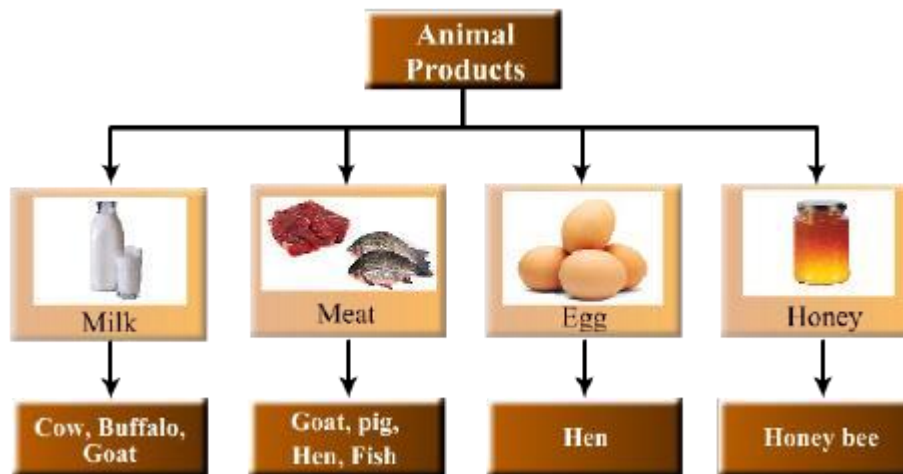 Animal
Products
Milk
Meat
Egg
Honey
Cow, Buffalo,
Goat
Goat, pig,
Hen, Fish
Hen
Honey bee